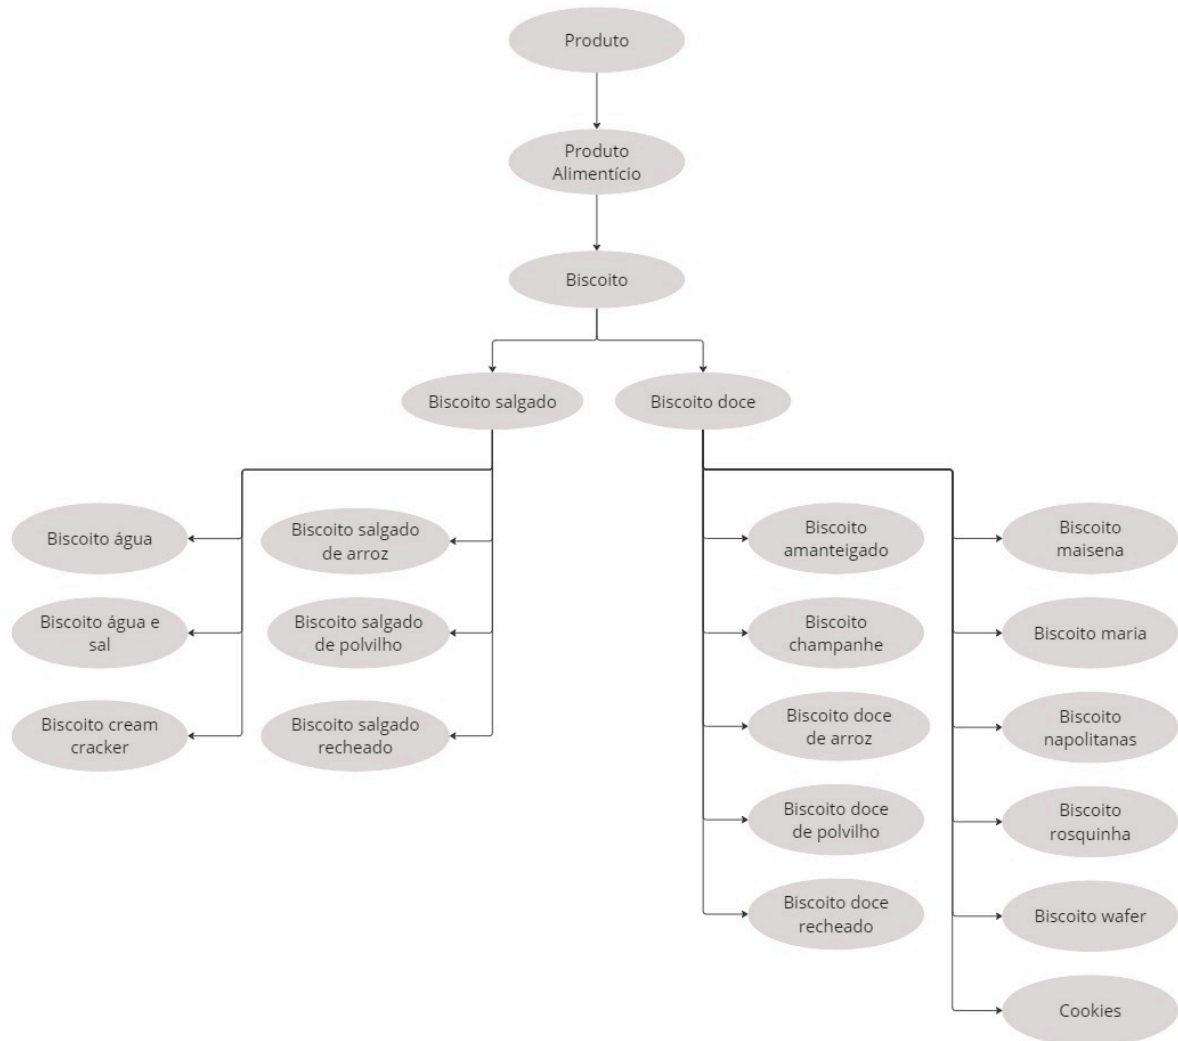 Produto
Produto
Alimentício
Biscoito
Biscoito salgado
Biscoito doce
Biscoito água
Biscoito água e
sal
Biscoito cream
cracker
Biscoito salgado
de arroz
Biscoito salgado
de polvilho
Biscoito salgado
recheado
Biscoito
amanteigado
Biscoito
champanhe
Biscoito doce
de arroz
Biscoito doce
de polvilho
Biscoito doce
recheado
Biscoito
maisena
Biscoito maria
Biscoito
napolitanas
Biscoito
rosquinha
Biscoito wafer
Cookies